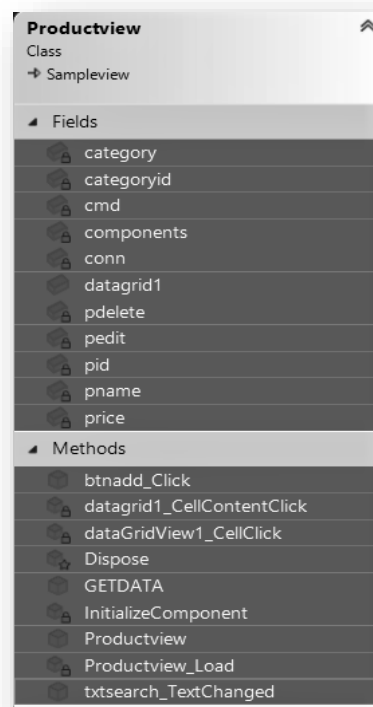 Productview
Class
Sampleview
Fields
category
categoryid
cmd
components
conn
datagrid1
pdelete
pedit
pid
pname
price
Methods
btnadd_Click
datagrid1_CellContentClick
dataGridView1_CellClick
Dispose
GETDATA
InitializeComponent
Productview
Productview_Load
txtsearch_TextChanged